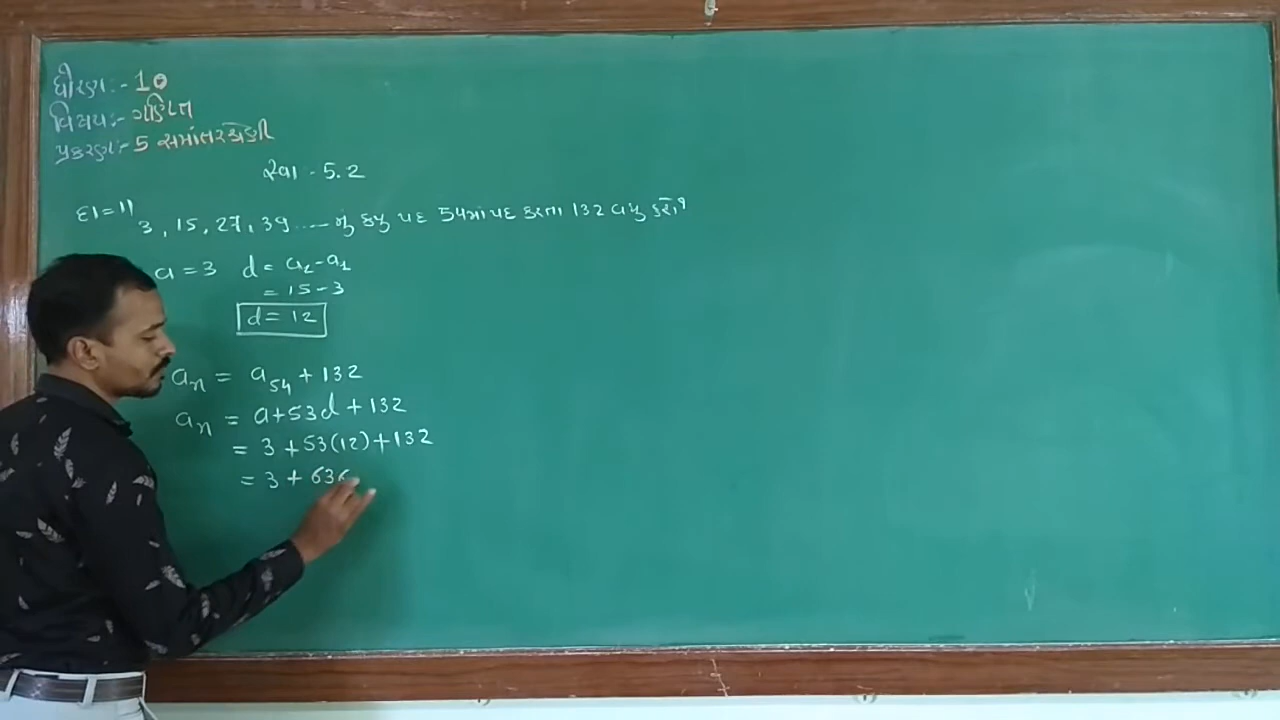 ધોરણ:- 10
વિષય:- ગણિત
પ્રકરણ:- 5 સમાંતર શ્રેણી
સ્વા - 5.2
દા=11
3, 15, 27, 39 .... નું કયુ પદ 54માં પદ કરતા 132 વધુ હશે?
a = 3 d = a₂ - a₁
= 15 - 3
d = 12
aₙ = a₅₄ + 132
aₙ = a + 53d + 132
= 3 + 53(12) + 132
= 3 + 636